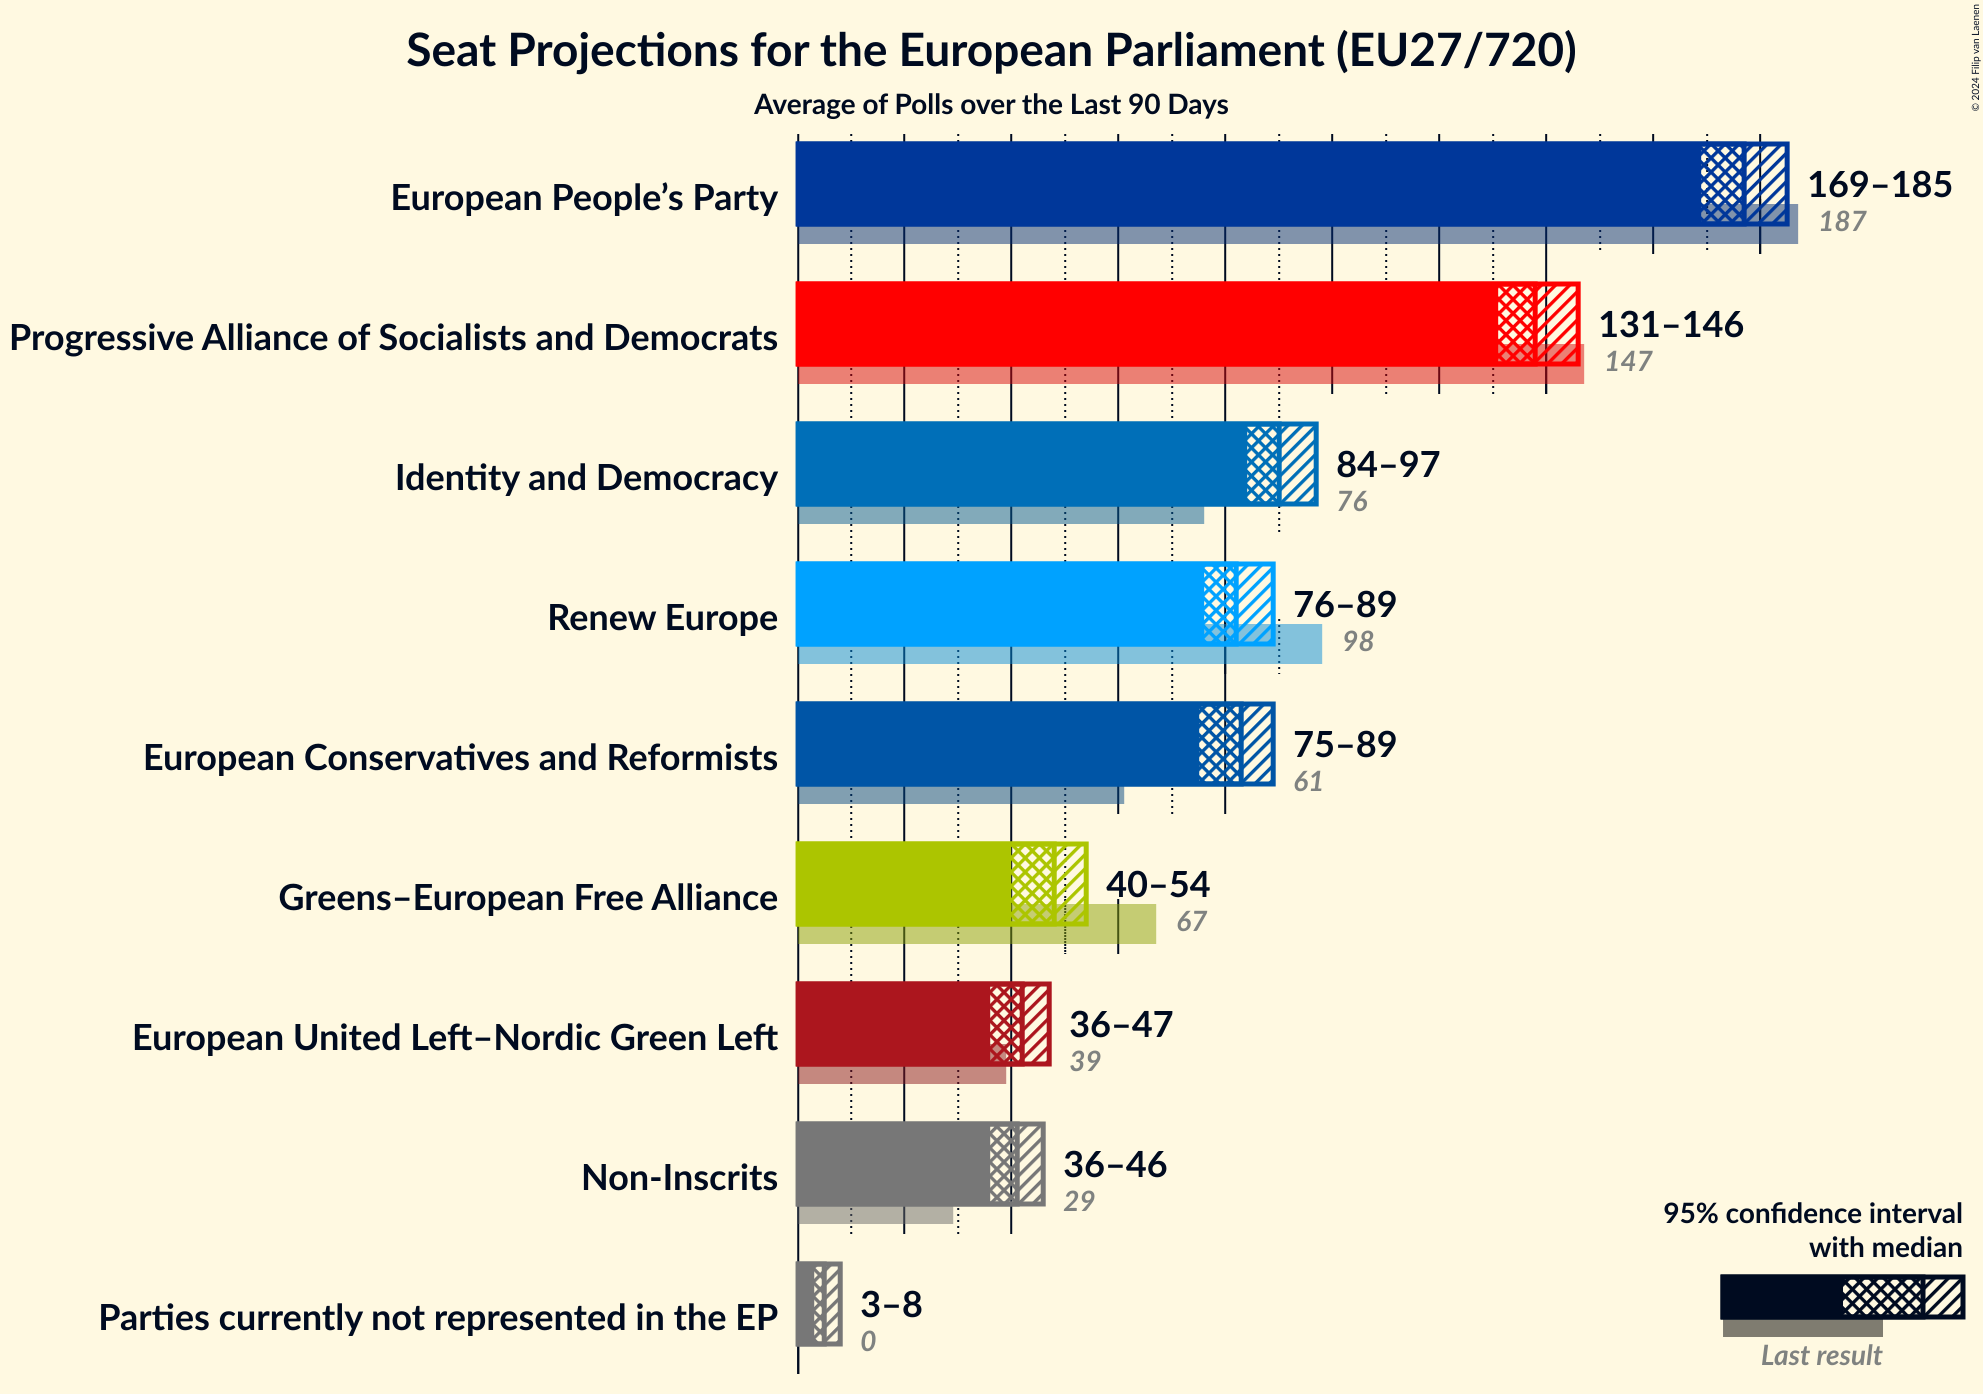 Seat Projections for the European Parliament (EU27/720)
Average of Polls over the Last 90 Days
© 2024 Filip van Laenen
European People’s Party
169–185
187
Progressive Alliance of Socialists and Democrats
131–146
147
Identity and Democracy
84–97
76
Renew Europe
76–89
98
European Conservatives and Reformists
75–89
61
Greens–European Free Alliance
40–54
67
European United Left–Nordic Green Left
36–47
39
Non-Inscrits
36–46
29
Parties currently not represented in the EP
3–8
0
95% confidence interval
with median
Last result